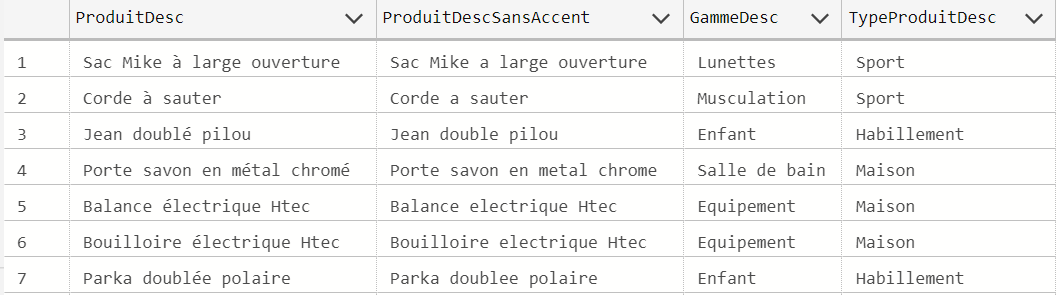 ProduitDesc ProduitDescSansAccent GammeDesc TypeProduitDesc
1 Sac Mike à large ouverture Sac Mike a large ouverture Lunettes Sport
2 Corde à sauter Corde a sauter Musculation Sport
3 Jean doublé pilou Jean double pilou Enfant Habillement
4 Porte savon en métal chromé Porte savon en metal chrome Salle de bain Maison
5 Balance électrique Htec Balance electrique Htec Equipement Maison
6 Bouilloire électrique Htec Bouilloire electrique Htec Equipement Maison
7 Parka doublée polaire Parka doublee polaire Enfant Habillement